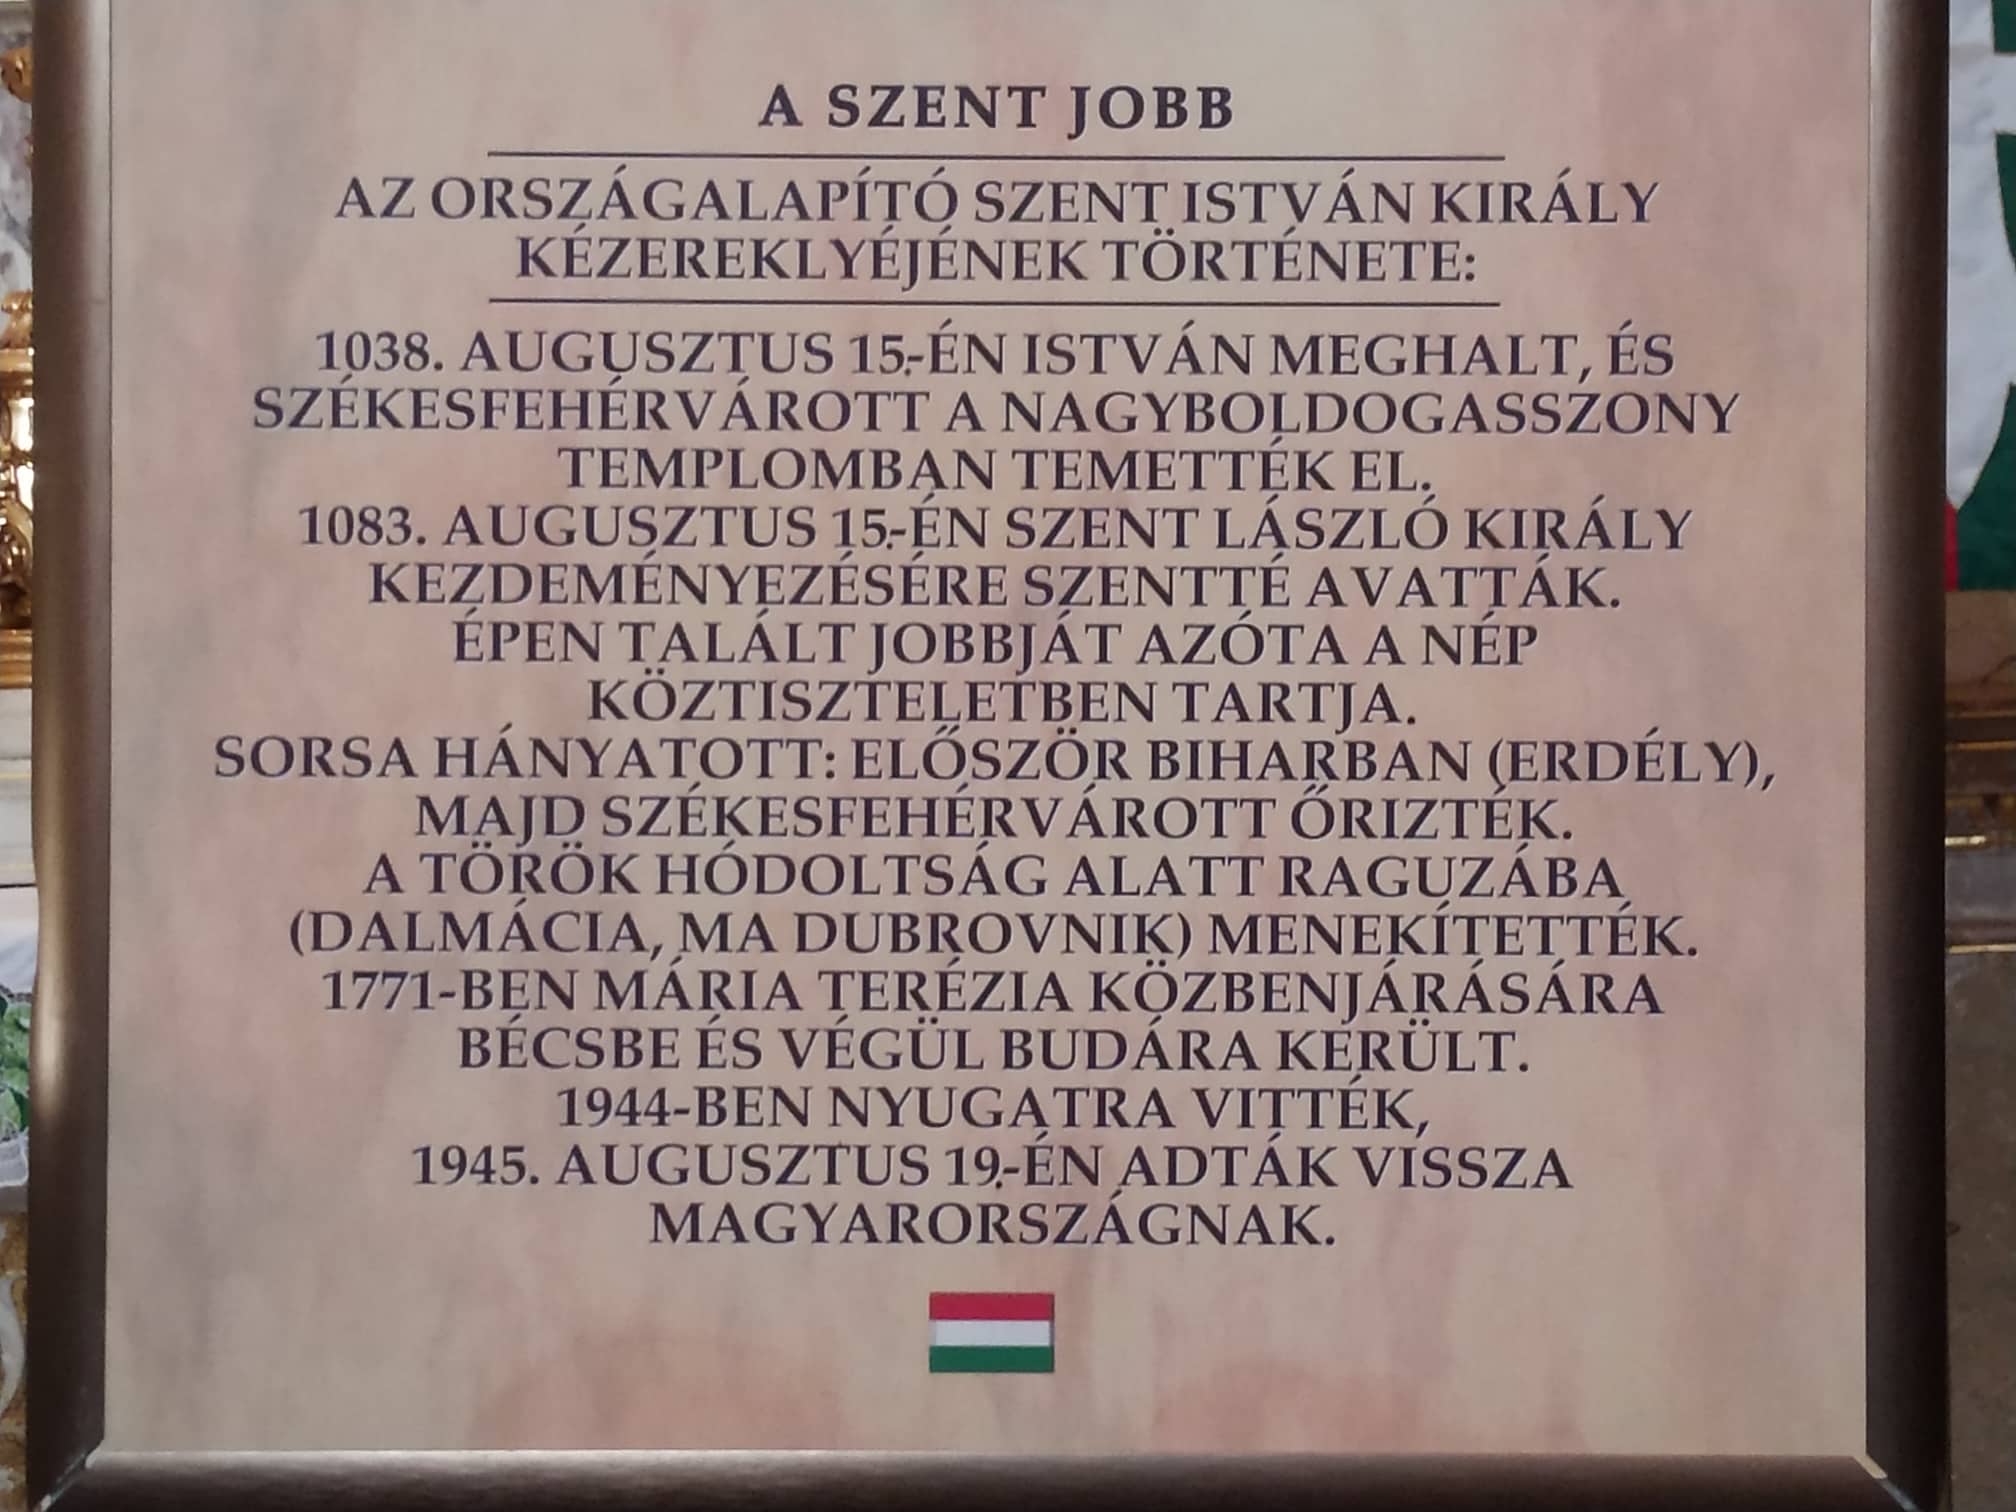 A SZENT JOBB
AZ ORSZÁGALAPÍTÓ SZENT ISTVÁN KIRÁLY
KÉZEREKLYÉJÉNEK TÖRTÉNETE:
1038. AUGUSZTUS 15.-ÉN ISTVÁN MEGHALT, ÉS
SZÉKESFEHÉRVÁROTT A NAGYBOLDOGASSZONY
TEMPLOMBAN TEMETTÉK EL.
1083. AUGUSZTUS 15.-ÉN SZENT LÁSZLÓ KIRÁLY
KEZDEMÉNYEZÉSÉRE SZENTTÉ AVATTÁK.
ÉPEN TALÁLT JOBBJÁT AZÓTA A NÉP
KÖZTISZTELETBEN TARTJA.
SORSA HÁNYATOTT: ELŐSZÖR BIHARBAN (ERDÉLY),
MAJD SZÉKESFEHÉRVÁROTT ŐRIZTÉK.
A TÖRÖK HÓDOLTSÁG ALATT RAGUZÁBA
(DALMÁCIA, MA DUBROVNIK) MENEKÍTETTÉK.
1771-BEN MÁRIA TERÉZIA KÖZBENJÁRÁSÁRA
BÉCSBE ÉS VÉGÜL BUDÁRA KERÜLT.
1944-BEN NYUGATRA VITTÉK,
1945. AUGUSZTUS 19.-ÉN ADTÁK VISSZA
MAGYARORSZÁGNAK.